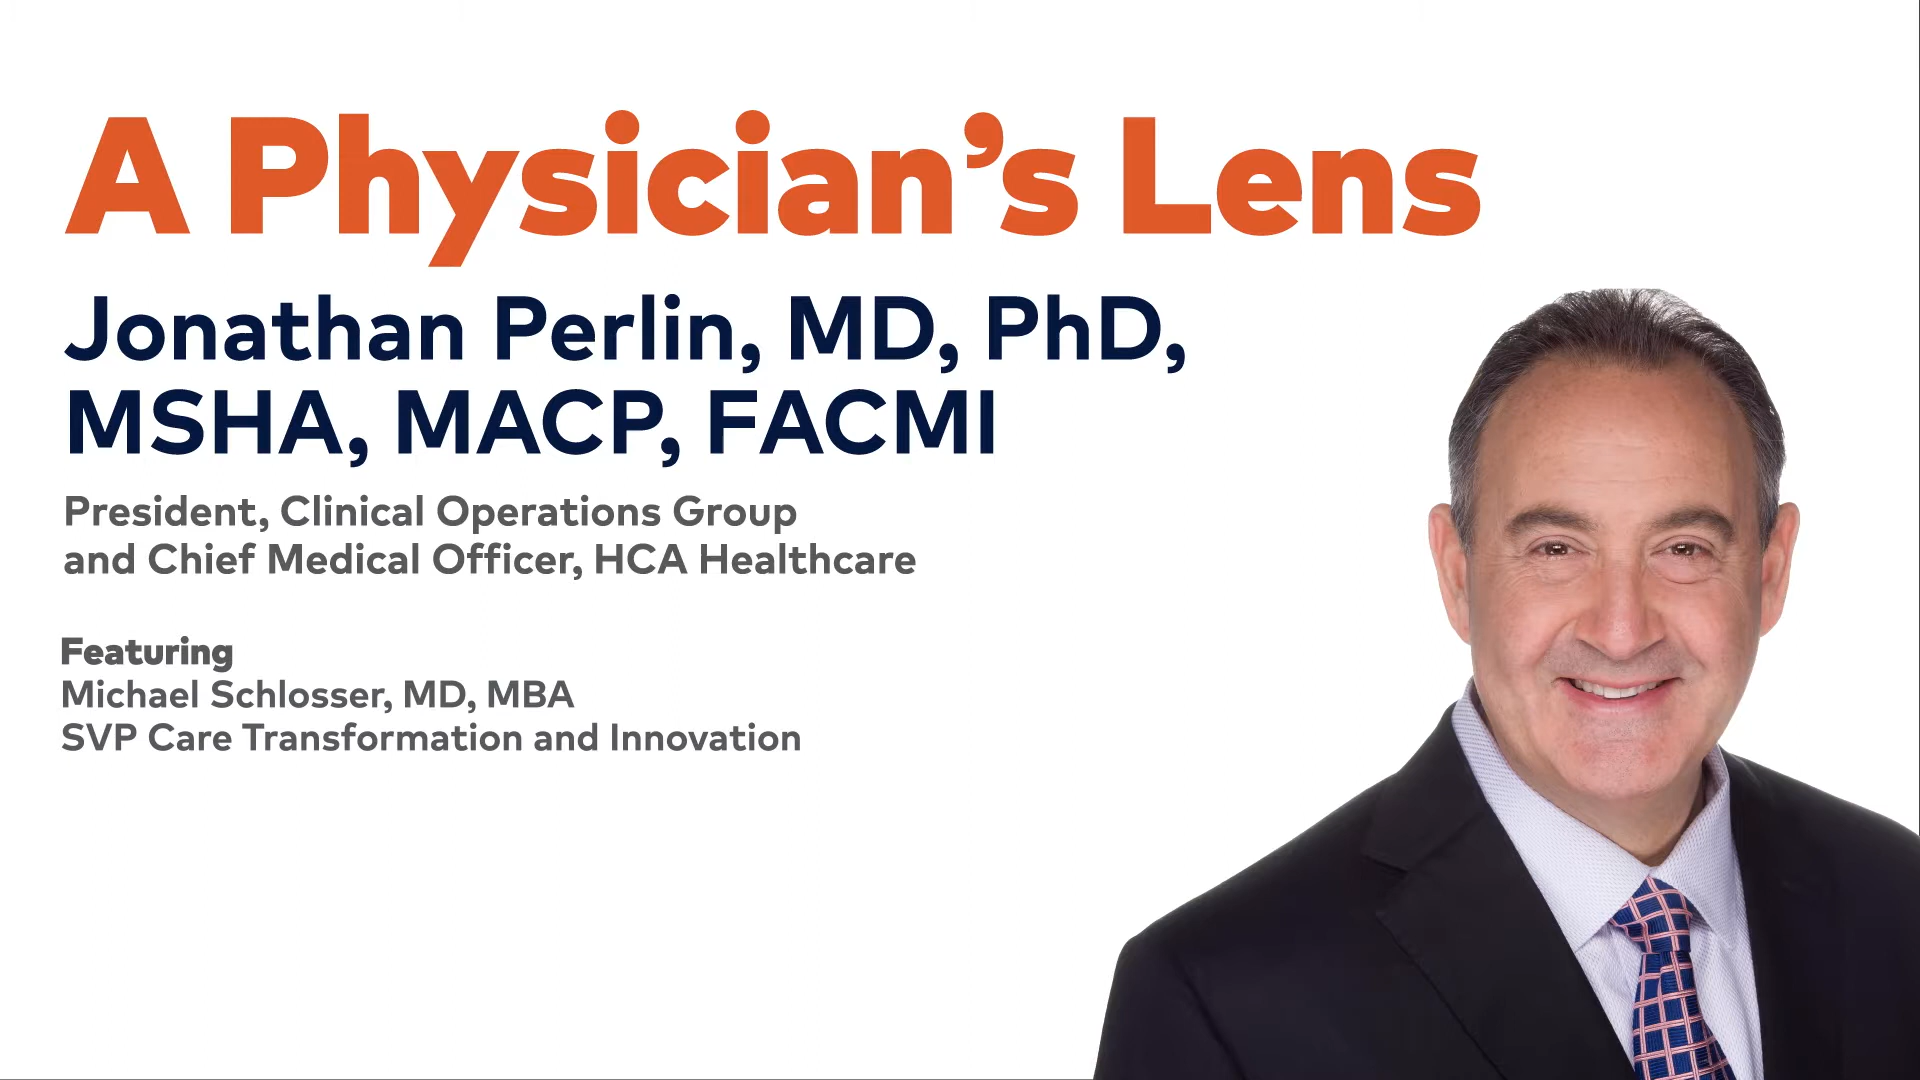 A Physician’s Lens
Jonathan Perlin, MD, PhD,
MSHA, MACP, FACMI
President, Clinical Operations Group
and Chief Medical Officer, HCA Healthcare
Featuring
Michael Schlosser, MD, MBA
SVP Care Transformation and Innovation